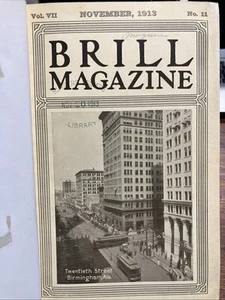 Vol. VII NOVEMBER, 1913 No. 11
BRILL
MAGAZINE
LIBRARY
Twentieth Street
Birmingham, Ala.